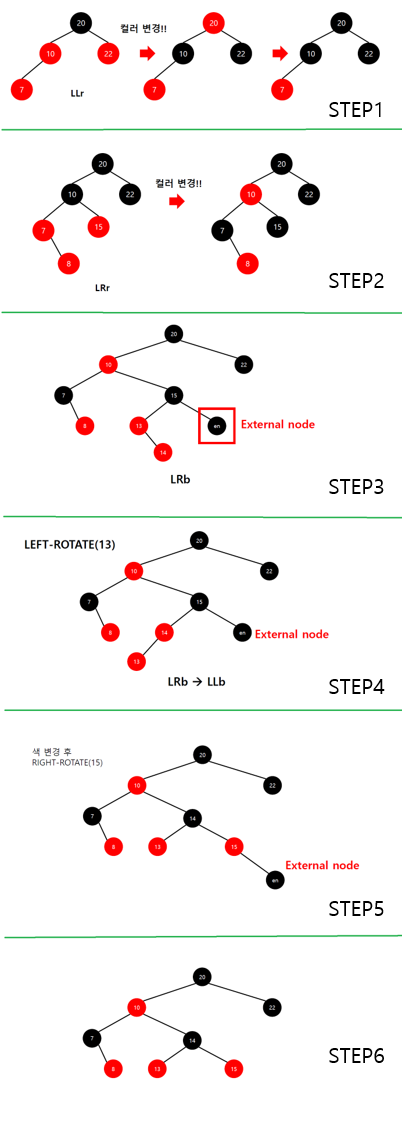 20
컬러 변경!!
20
20
10
22
10
22
10
22
7
7
7
LLr
STEP1
20
컬러 변경!!
20
10
22
10
22
7
15
7
15
8
8
LRr
STEP2
20
10
22
7
15
8
13
en
External node
14
LRb
STEP3
LEFT-ROTATE(13)
20
10
22
7
15
8
14
en
External node
13
LRb → LLb
STEP4
색 변경 후
RIGHT-ROTATE(15)
20
10
22
7
14
8
13
15
External node
en
STEP5
20
10
22
7
14
8
13
15
STEP6